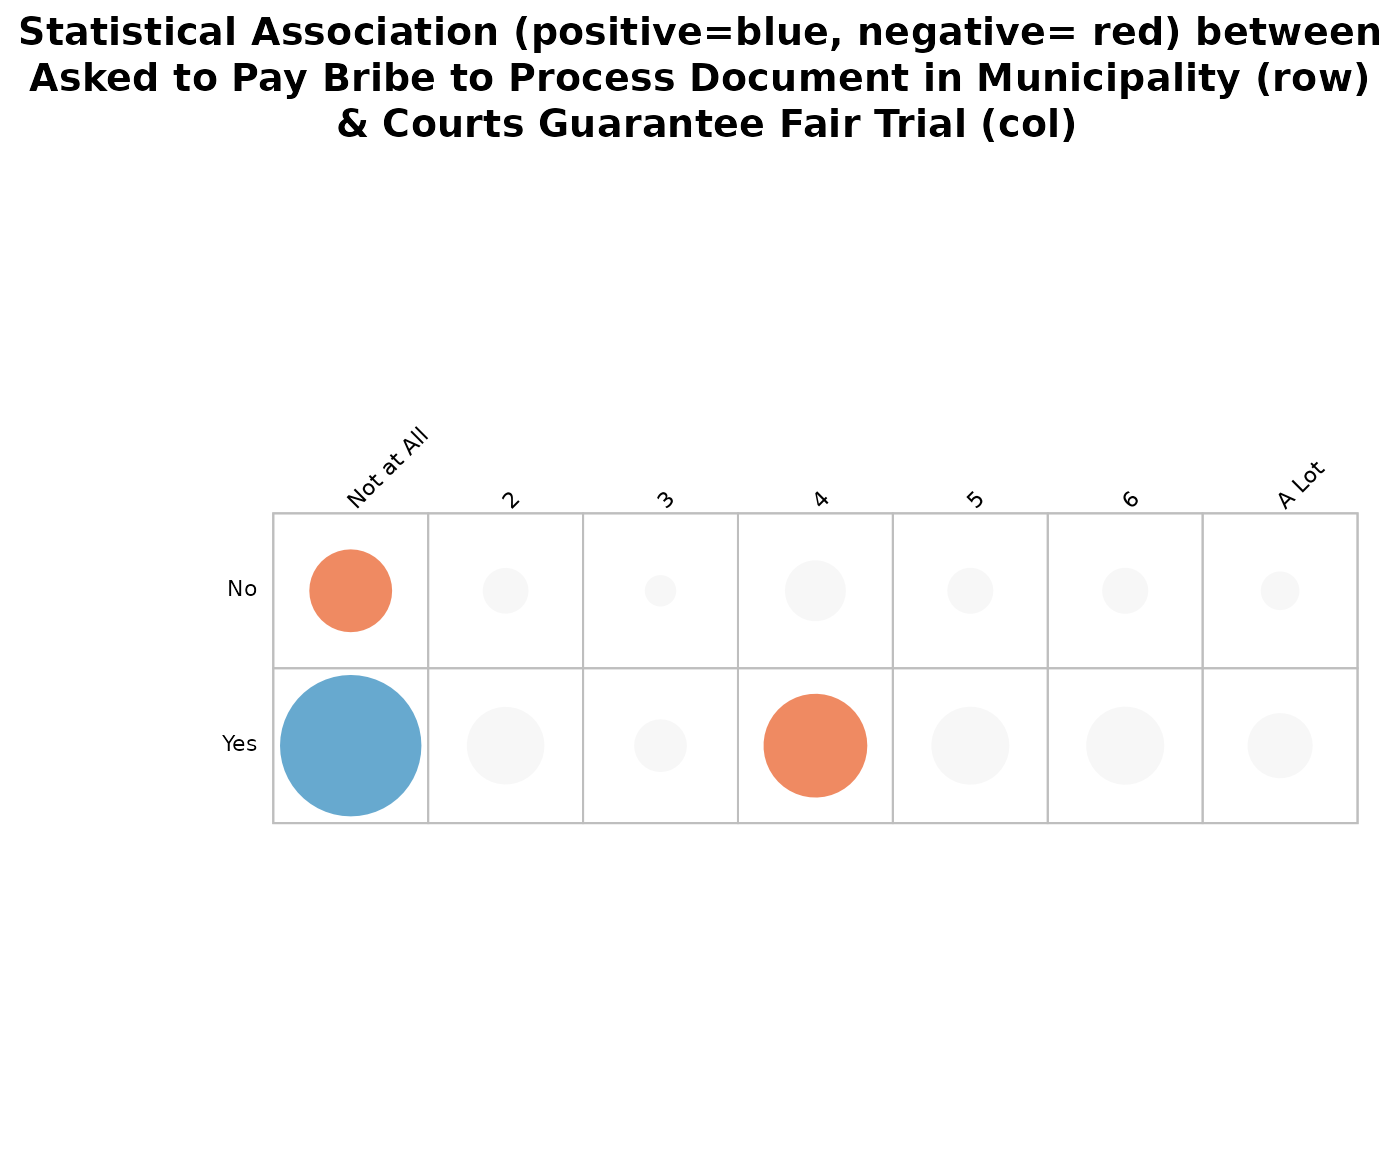 Statistical Association (positive=blue, negative= red) between
Asked to Pay Bribe to Process Document in Municipality (row)
& Courts Guarantee Fair Trial (col)
Not at All
2
3
4
5
6
A Lot
No
Yes